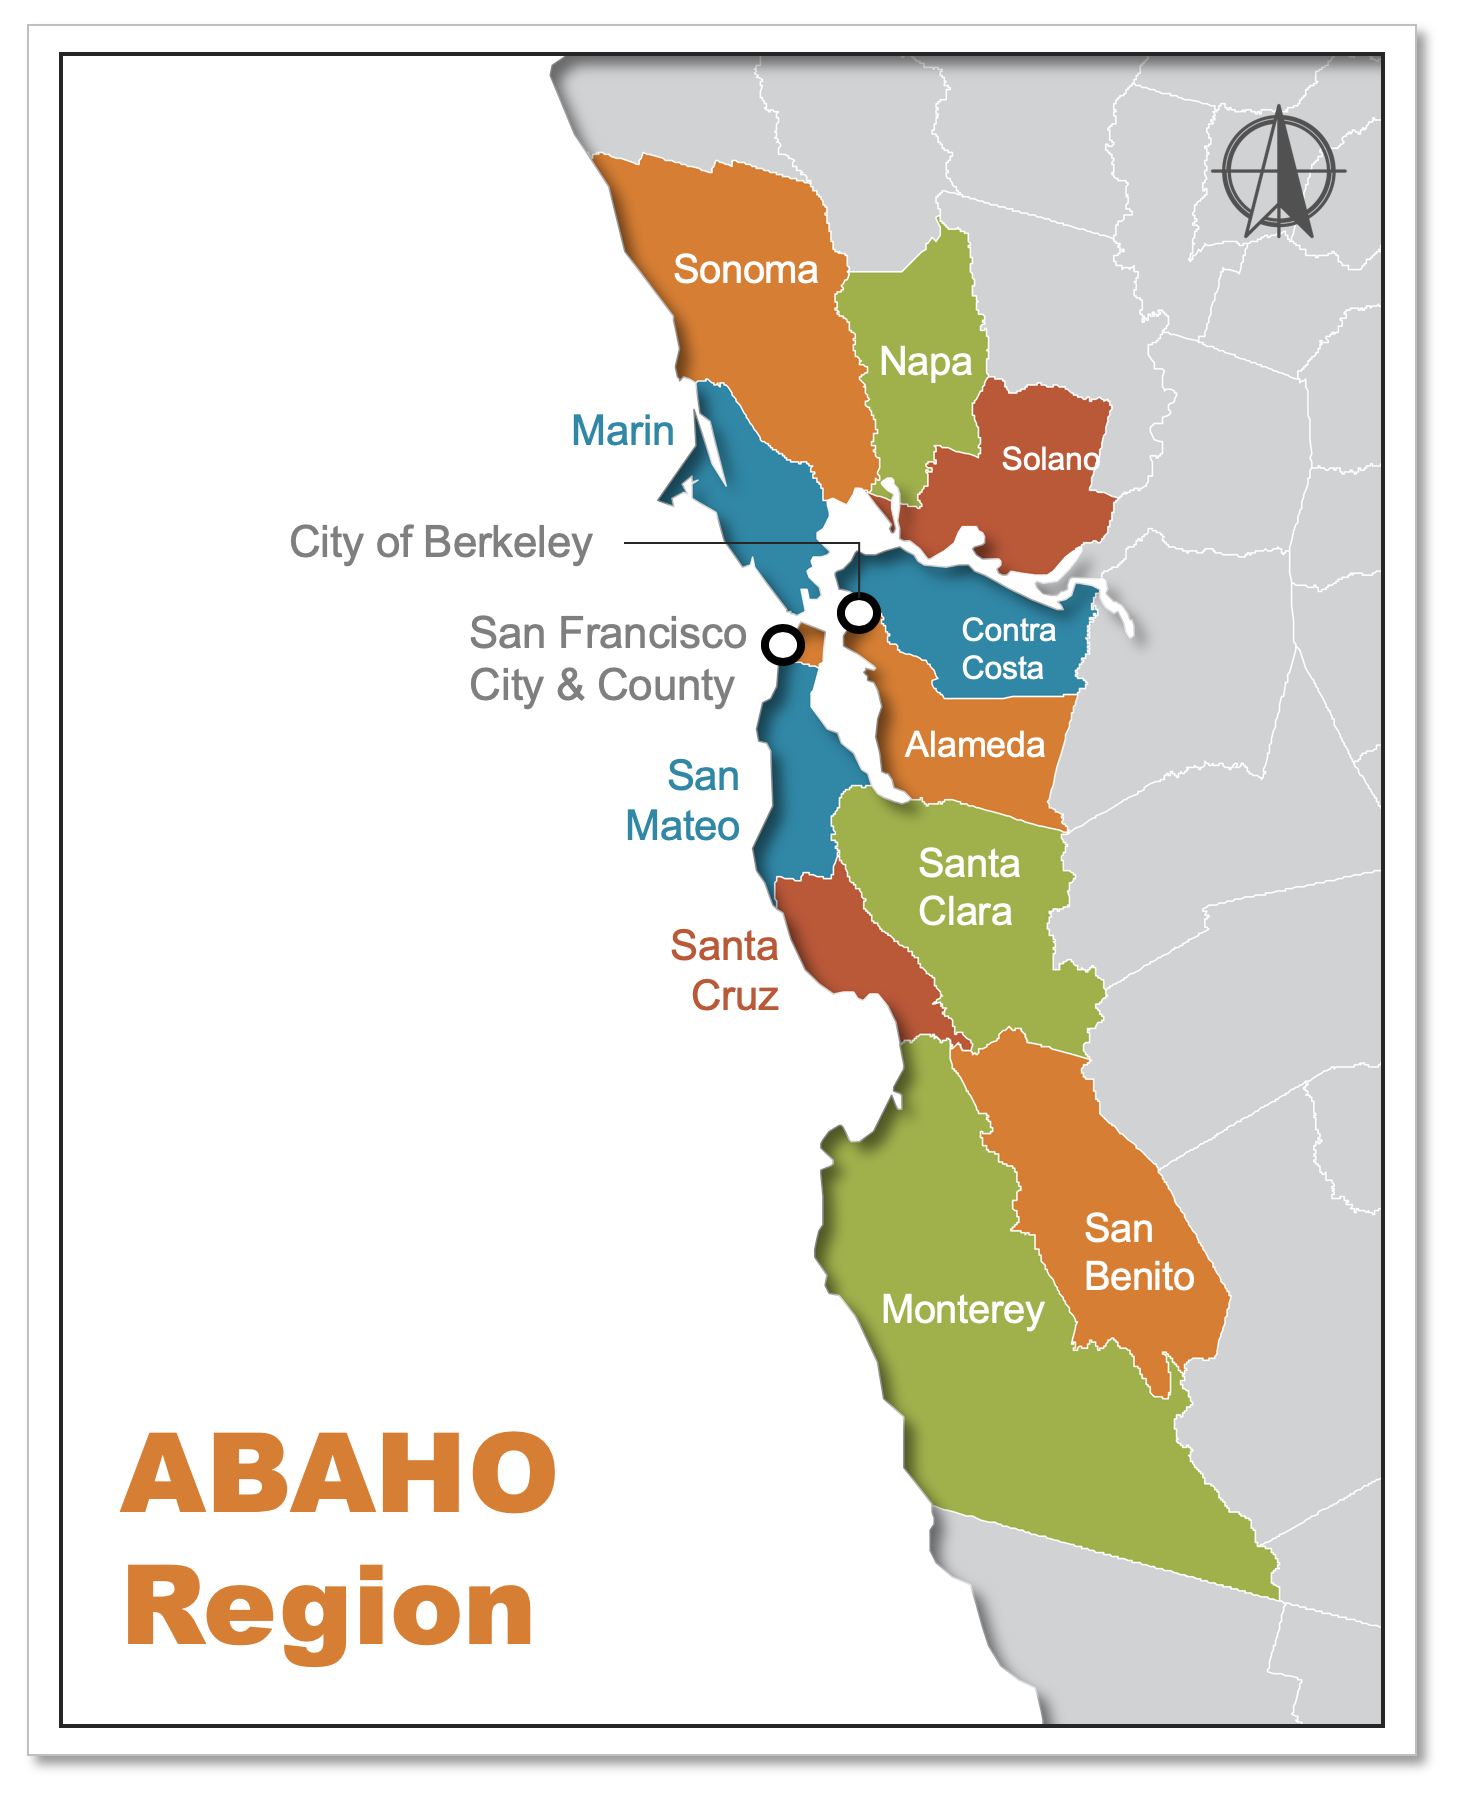 Sonoma
Napa
Marin
Solano
City of Berkeley
San Francisco
City & County
Contra
Costa
Alameda
San
Mateo
Santa
Clara
Santa
Cruz
San
Benito
Monterey
ABAHO
Region